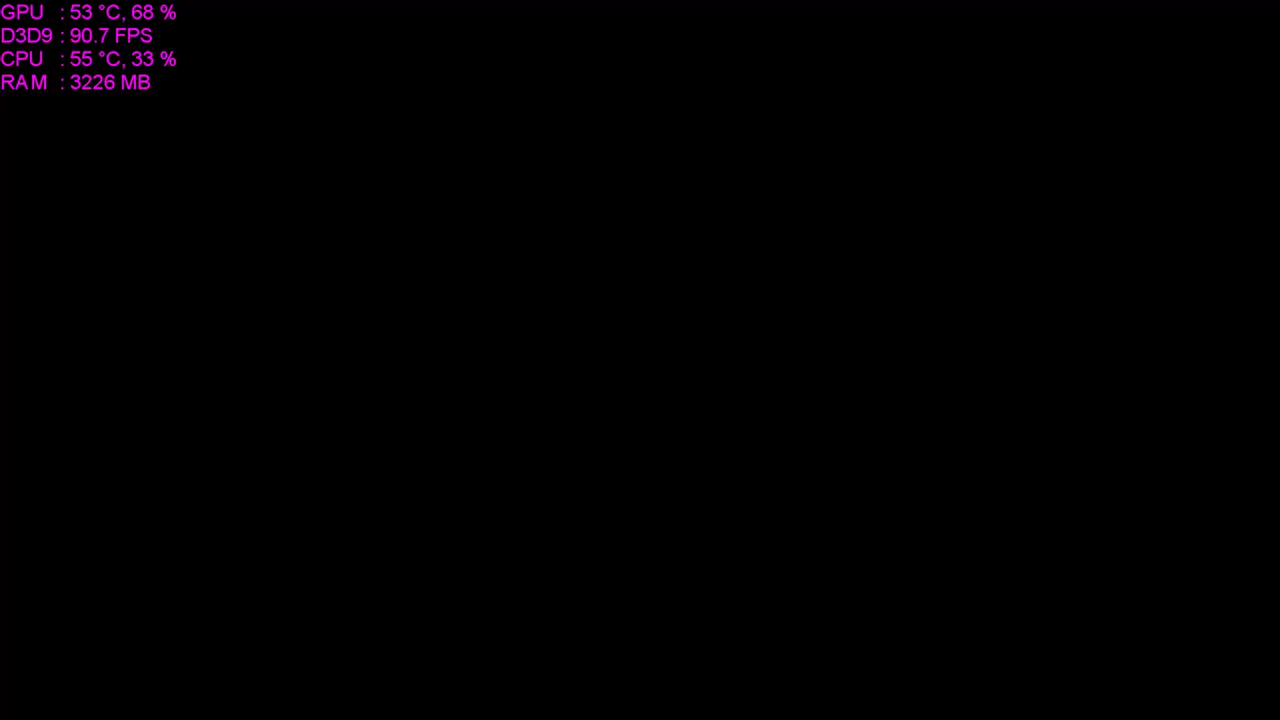 GPU : 53 °C, 68 %
D3D9 : 90.7 FPS
CPU : 55 °C, 33 %
RAM : 3226 MB